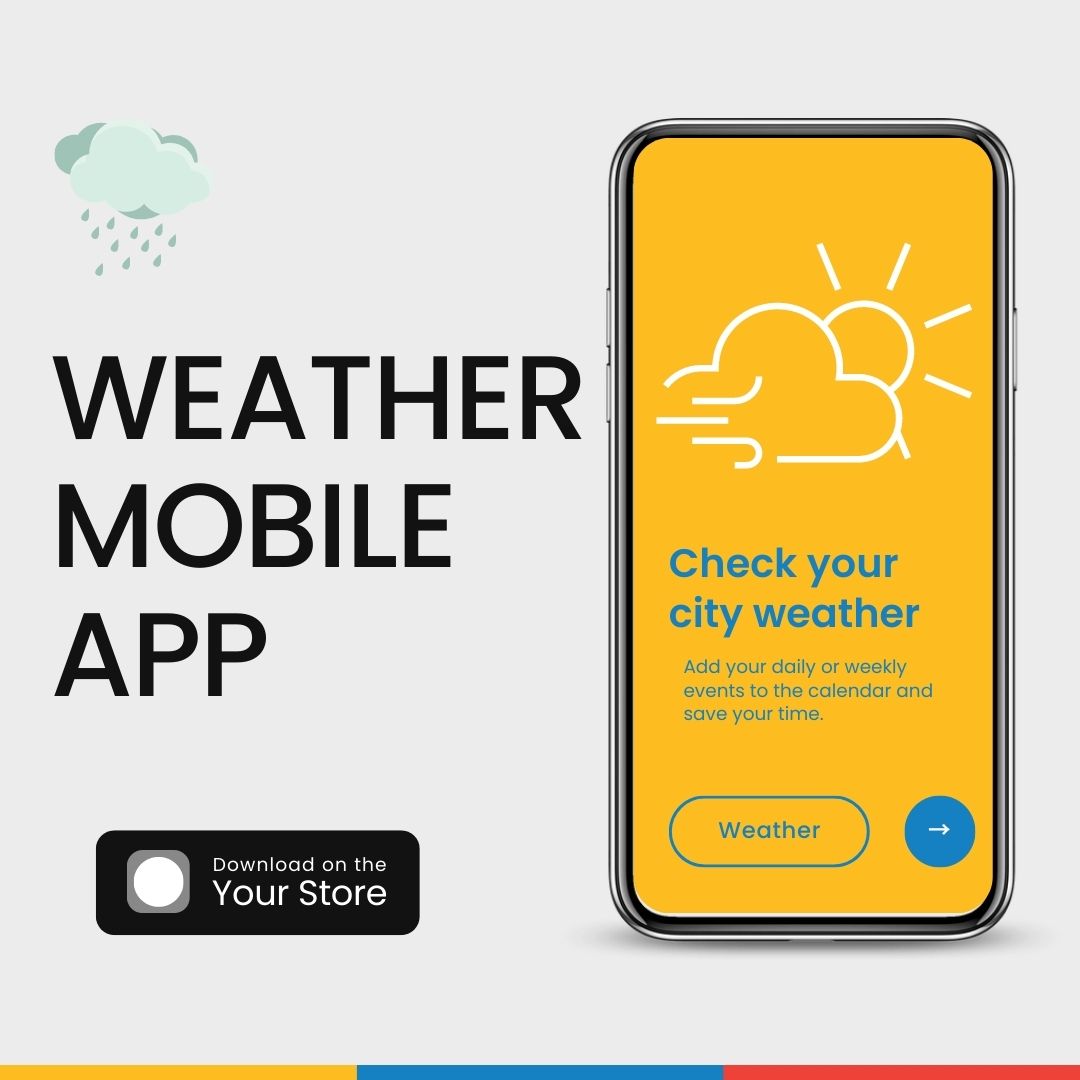 WEATHER
MOBILE
APP
Download on the
Your Store
Check your
city weather
Add your daily or weekly
events to the calendar and
save your time.
Weather
→